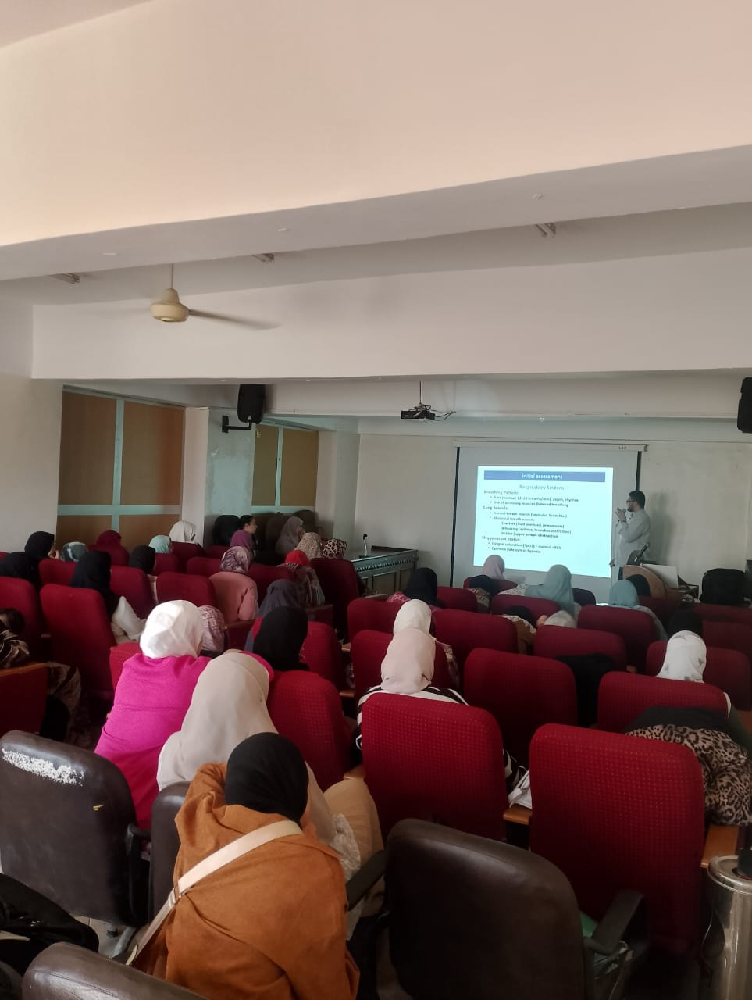 Initial assessment
Respiratory System
Breathing Pattern:
• Rate (normal: 12–20 breaths/min), depth, rhythm
• Use of accessory muscles (labored breathing
Lung Sounds
• Normal breath sounds (vesicular, bronchial)
• Abnormal breath sounds:
Crackles (fluid overload, pneumonia)
Wheezing (asthma, bronchoconstriction)
Stridor (upper airway obstruction
Oxygenation Status:
• Oxygen saturation (SpO2) – normal >95%
• Cyanosis (late sign of hypoxia